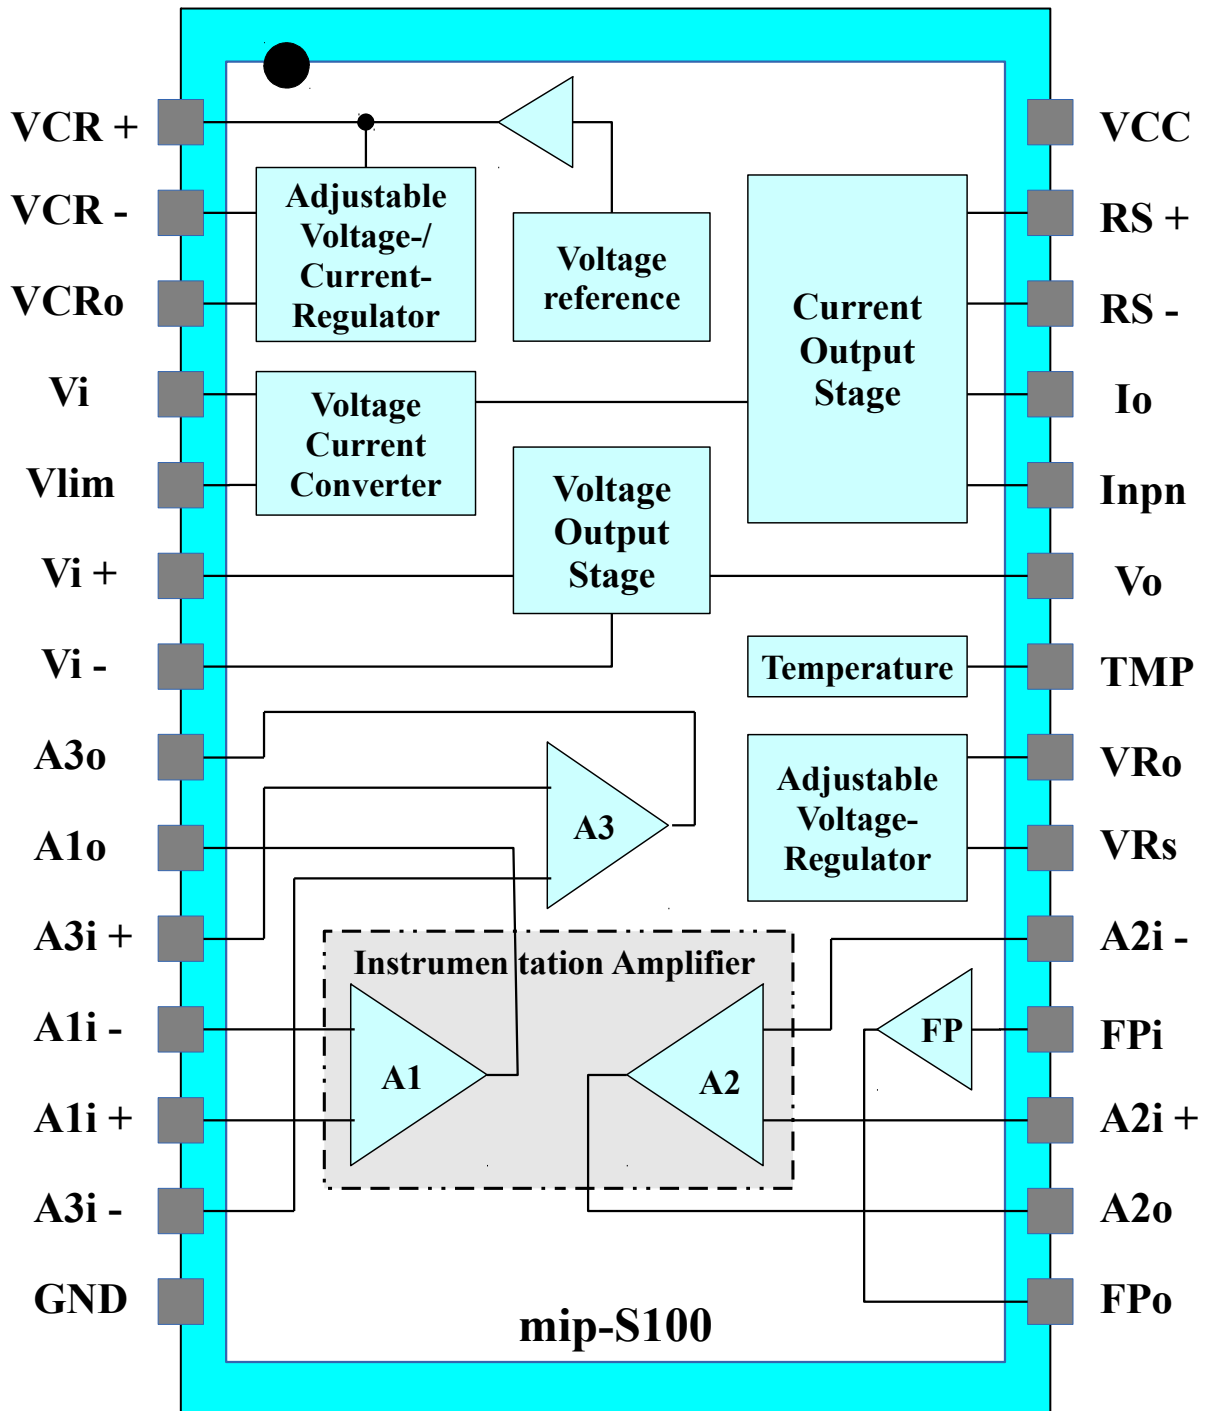 VCR +
VCR -
VCRo
Vi
Vlim
Vi +
Vi -
A3o
A1o
A3i +
A1i -
A1i +
A3i -
GND
Adjustable
Voltage-/
Current-
Regulator
Voltage
reference
Current
Output
Stage
Voltage
Current
Converter
Voltage
Output
Stage
Temperature
Adjustable
Voltage-
Regulator
A3
Instrumen tation Amplifier
A1
A2
FP
mip-S100
VCC
RS +
RS -
Io
Inpn
Vo
TMP
VRo
VRs
A2i -
FPi
A2i +
A2o
FPo